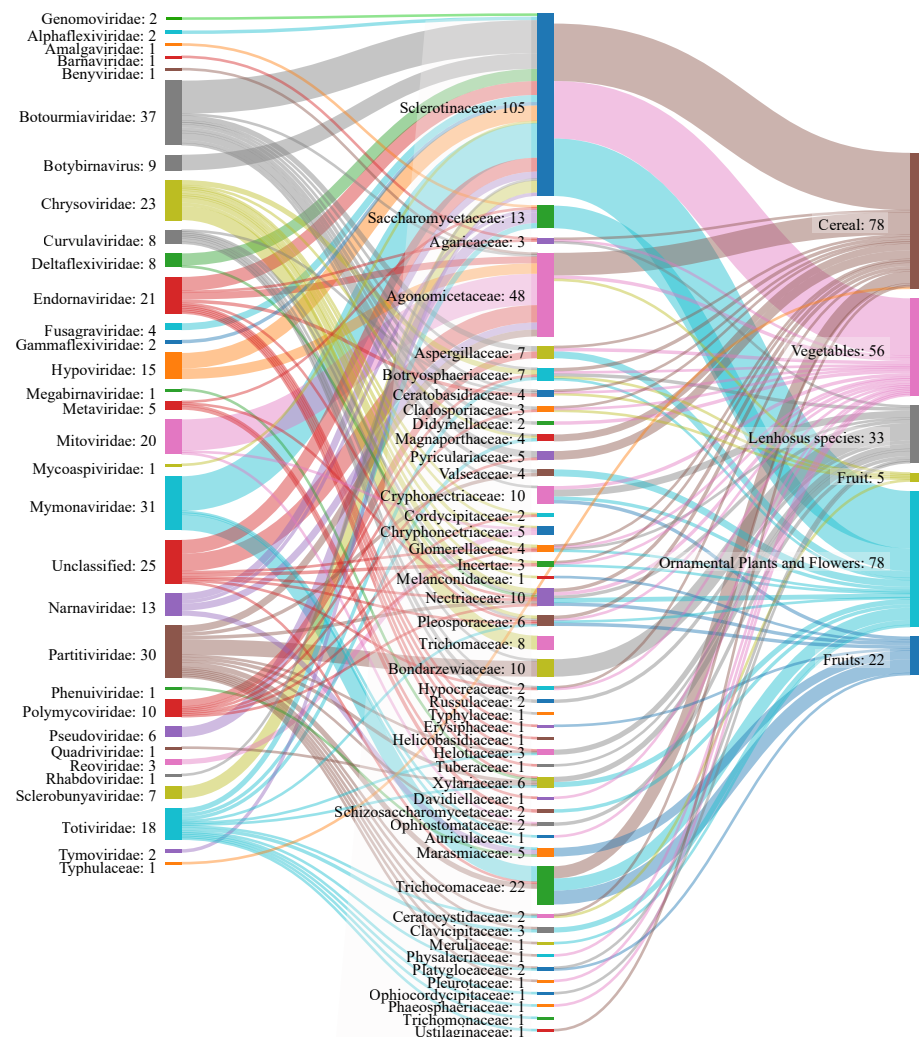 Genomoviridae: 2
Alphaflexiviridae: 2
Amalgaviridae: 1
Barnaviridae: 1
Benyviridae: 1
Botourmiaviridae: 37
Botybirnavirus: 9
Chrysoviridae: 23
Curvulaviridae: 8
Deltaflexiviridae: 8
Endornaviridae: 21
Fusagraviridae: 4
Gammaflexiviridae: 2
Hypoviridae: 15
Megabirnaviridae: 1
Metaviridae: 5
Mitoviridae: 20
Mycoaspiviridae: 1
Mymonaviridae: 31
Unclassified: 25
Narnaviridae: 13
Partitiviridae: 30
Phenuiviridae: 1
Polymycoviridae: 10
Pseudoviridae: 6
Quadriviridae: 1
Reoviridae: 3
Rhabdoviridae: 1
Sclerobunyaviridae: 7
Totiviridae: 18
Tymoviridae: 2
Typhulaceae: 1
Sclerotinaceae: 105
Saccharomycetaceae: 13
Agaricaceae: 3
Agonomicetaceae: 48
Aspergillaceae: 7
Botryosphaeriaceae: 7
Ceratobasidiaceae: 4
Cladosporiaceae: 3
Didymellaceae: 2
Magnaporthaceae: 4
Pyriculariaceae: 5
Valseaceae: 4
Cryphonectriaceae: 10
Cordycipitaceae: 2
Chryphonectriaceae: 5
Glomerellaceae: 4
Incertae: 3
Melanconidaceae: 1
Nectriaceae: 10
Pleosporaceae: 6
Trichomaceae: 8
Bondarzewiaceae: 10
Hypocreaceae: 2
Russulaceae: 2
Typhylaceae: 1
Erysiphaceae: 1
Helicobasidiaceae: 1
Helotiaceae: 3
Tuberaceae: 1
Xylariaceae: 6
Davidiellaceae: 1
Schizosaccharomycetaceae: 2
Ophiostomataceae: 2
Auriculaceae: 1
Marasmiaceae: 5
Trichocomaceae: 22
Ceratocystidaceae: 2
Clavicipitaceae: 3
Meruliaceae: 1
Physalacriaceae: 1
Platygloeaceae: 2
Pleurotaceae: 1
Ophiocordycipitaceae: 1
Phaeosphaeriaceae: 1
Trichomonaceae: 1
Ustilaginaceae: 1
Cereal: 78
Vegetables: 56
Lenhosus species: 33
Fruit: 5
Ornamental Plants and Flowers: 78
Fruits: 22